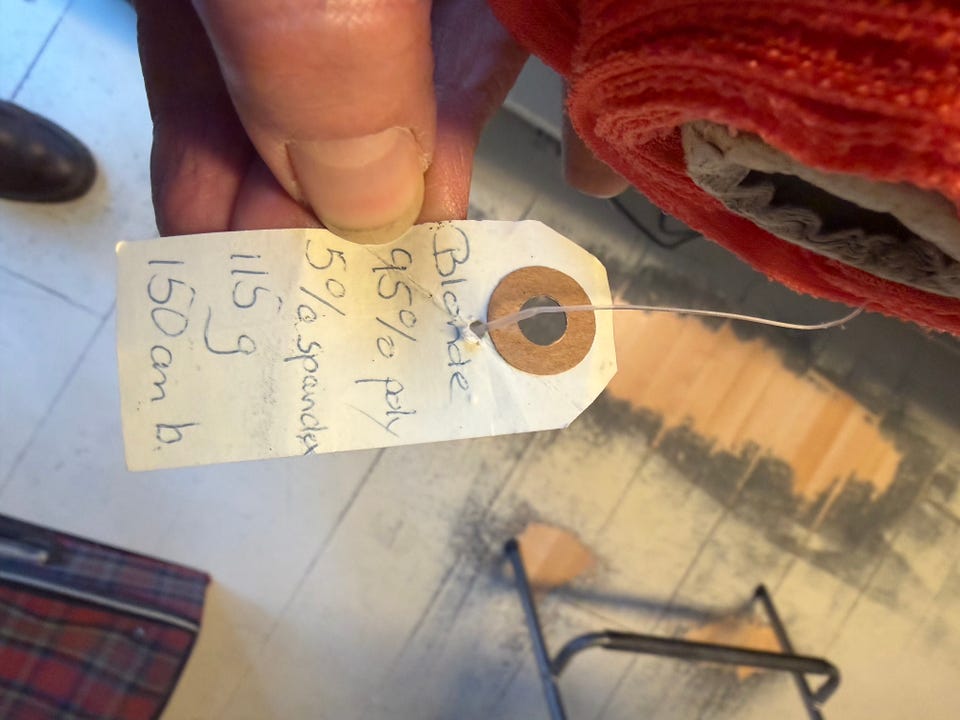 Blonde
95% poly
5% spandex
115 g
150 cm b.